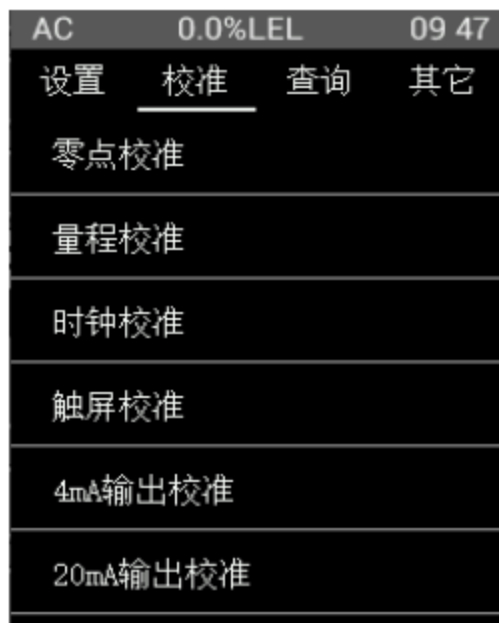 AC 0.0%LEL 09 47
设置 校准 查询 其它
零点校准
量程校准
时钟校准
触屏校准
4mA输出校准
20mA输出校准